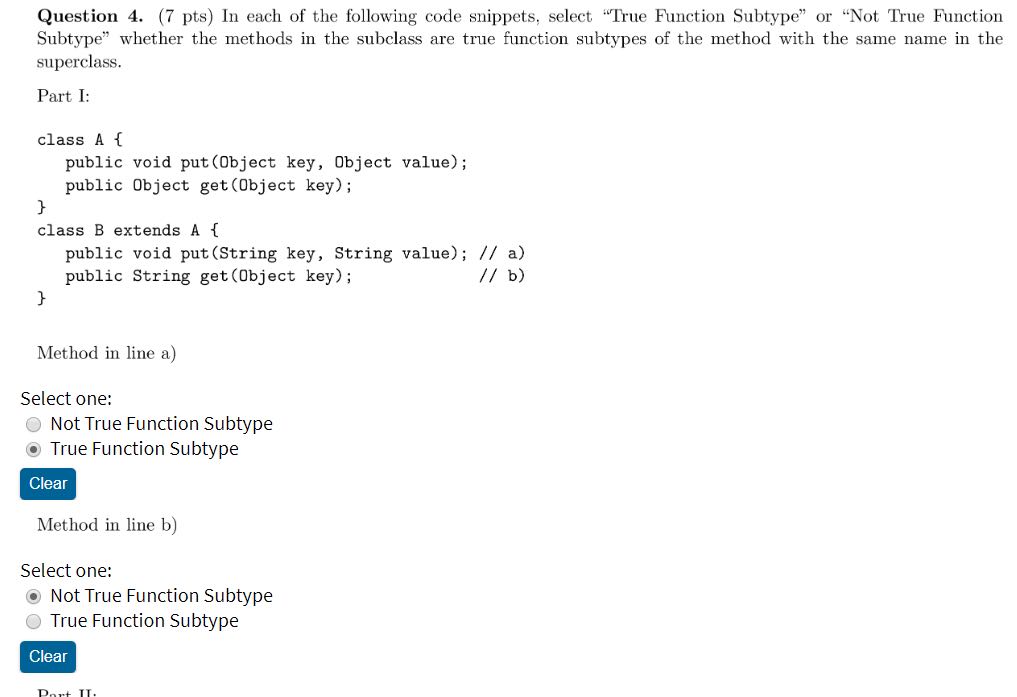 Question 4. (7 pts) In each of the following code snippets, select “True Function Subtype” or “Not True Function
Subtype” whether the methods in the subclass are true function subtypes of the method with the same name in the
superclass.
Part I:
class A {
public void put(Object key, Object value);
public Object get(Object key);
}
class B extends A {
public void put(String key, String value); // a)
public String get(Object key); // b)
}
Method in line a)
Select one:
Not True Function Subtype
True Function Subtype
Clear
Method in line b)
Select one:
Not True Function Subtype
True Function Subtype
Clear
Part II: